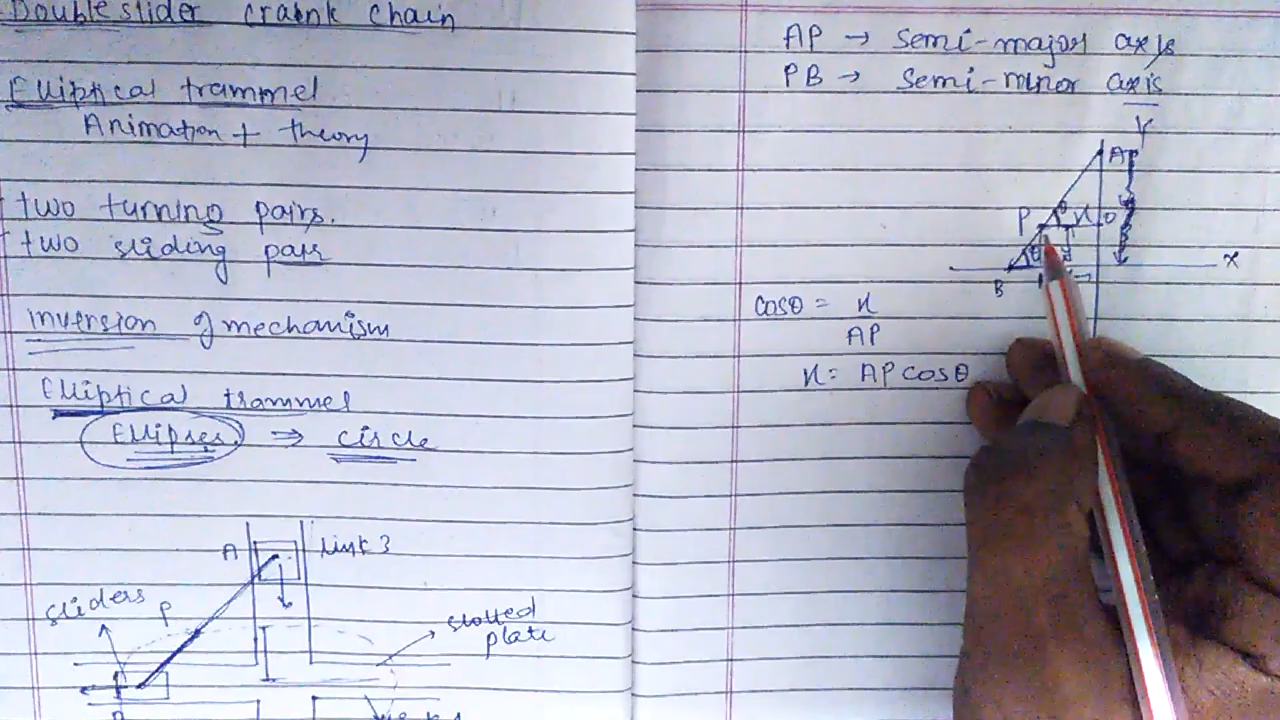 Double slider crank chain
Elliptical trammel
Animation + theory
two turning pairs.
two sliding pair
inversion of mechanism
Elliptical trammel
Ellipses ⇒ circle
A
Link 3
sliders
P
slotted
plate
AP → semi-major axis
PB → semi-minor axis
Y
A
P
θ
x
θ
B
x
cosθ = x
AP
x = AP cosθ